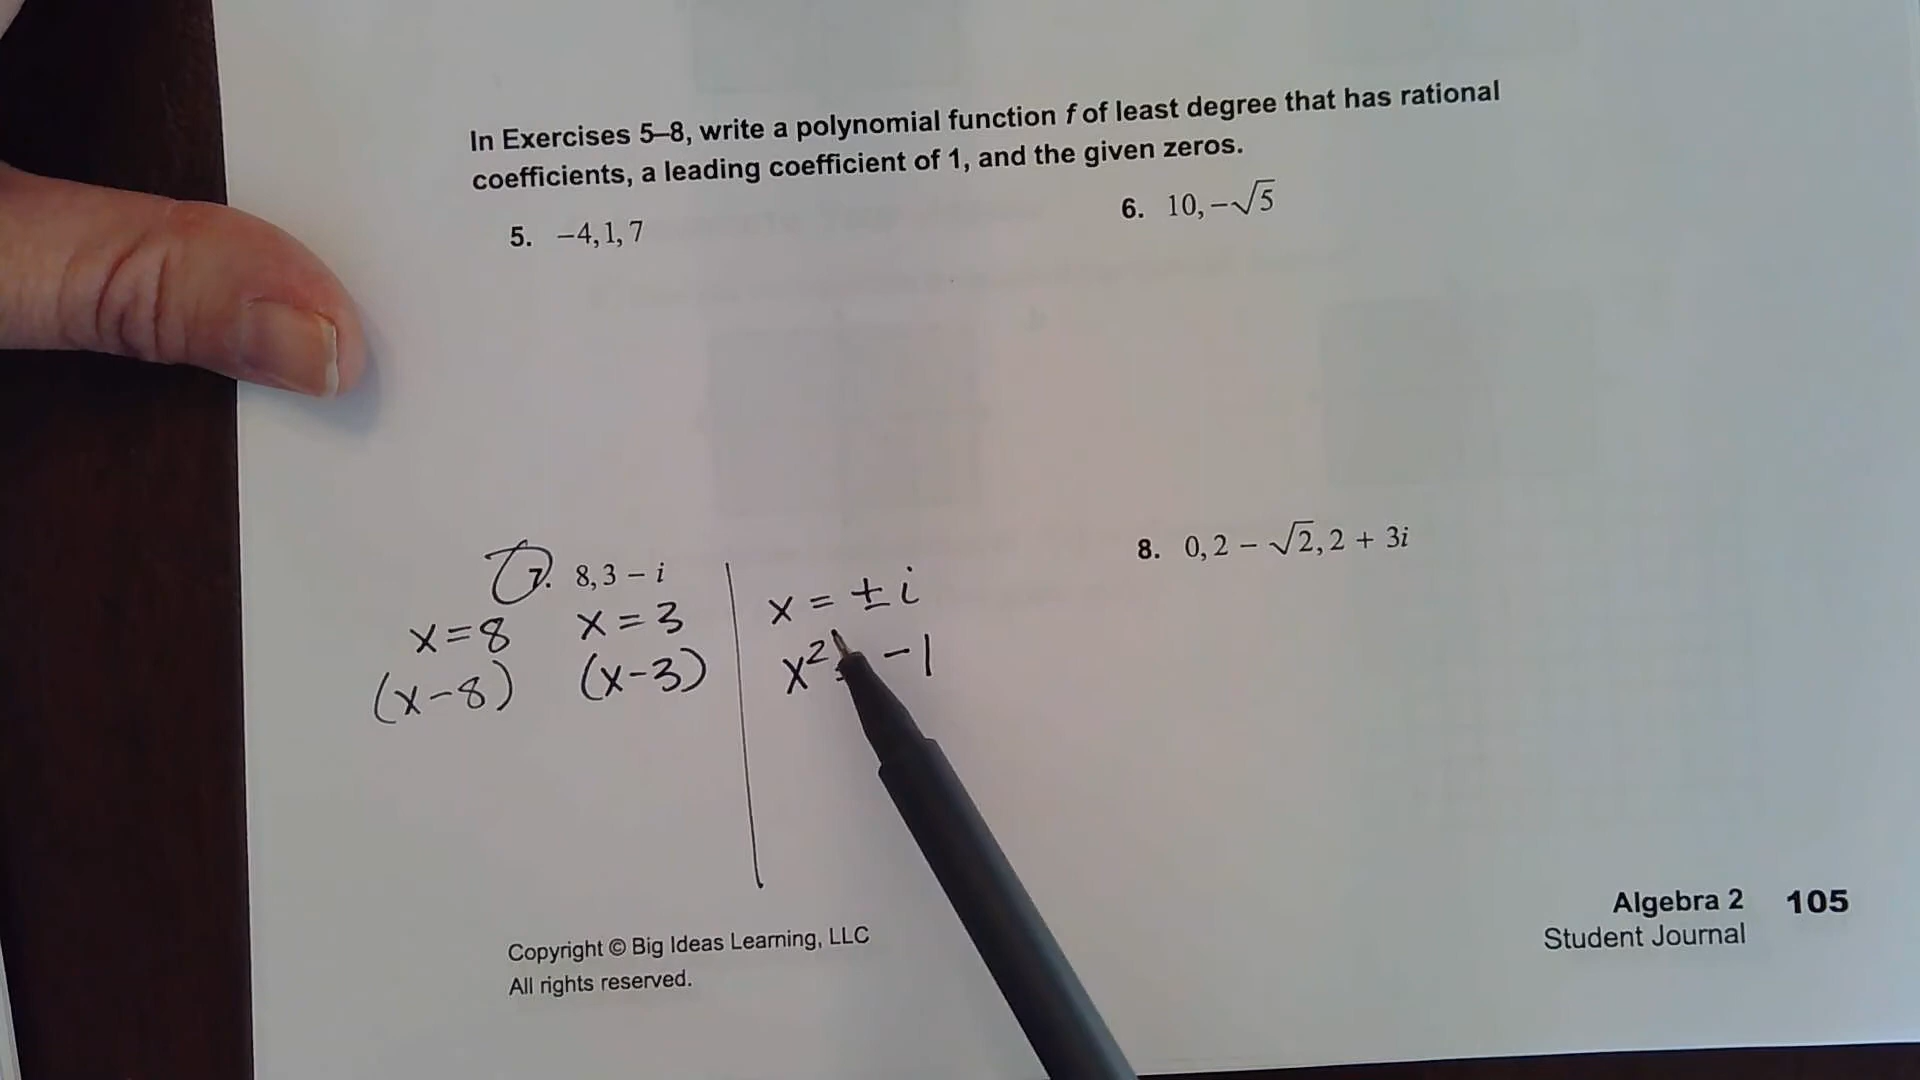 In Exercises 5–8, write a polynomial function f of least degree that has rational
coefficients, a leading coefficient of 1, and the given zeros.
5. −4, 1, 7
6. 10, −√5
7. 8, 3 − i
x=8 x=3
(x-8) (x-3)
x = ± i
x² = -1
8. 0, 2 − √2, 2 + 3i
Copyright © Big Ideas Learning, LLC
All rights reserved.
Algebra 2 105
Student Journal